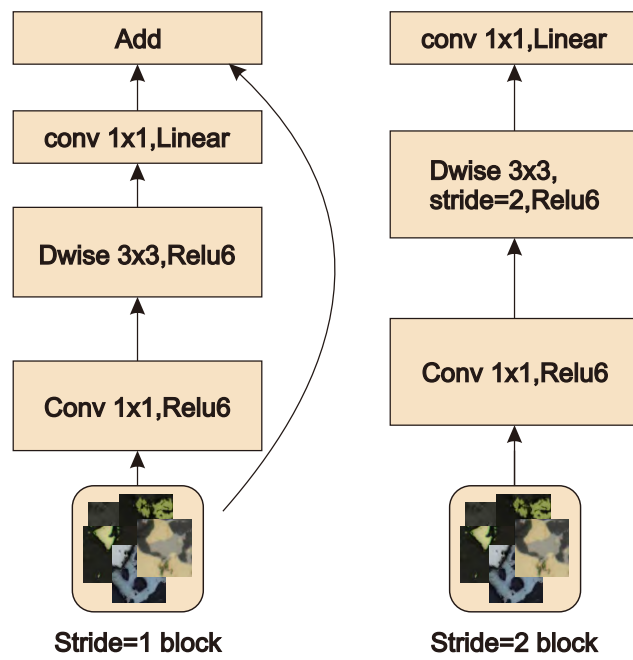 Add
conv 1x1,Linear
Dwise 3x3,Relu6
Conv 1x1,Relu6
Stride=1 block
conv 1x1,Linear
Dwise 3x3,
stride=2,Relu6
Conv 1x1,Relu6
Stride=2 block